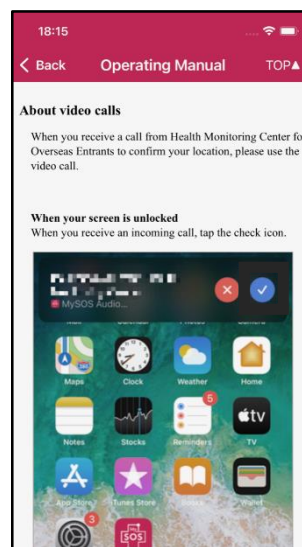 18:15
Back
Operating Manual
TOP▲
About video calls
When you receive a call from Health Monitoring Center fo
Overseas Entrants to confirm your location, please use the
video call.
When your screen is unlocked
When you receive an incoming call, tap the check icon.
MySOS Audio...
Maps
Clock
Weather
Home
5
tv
Notes
Stocks
Reminders
TV
App Store
iTunes Store
Wallet
3
SOS